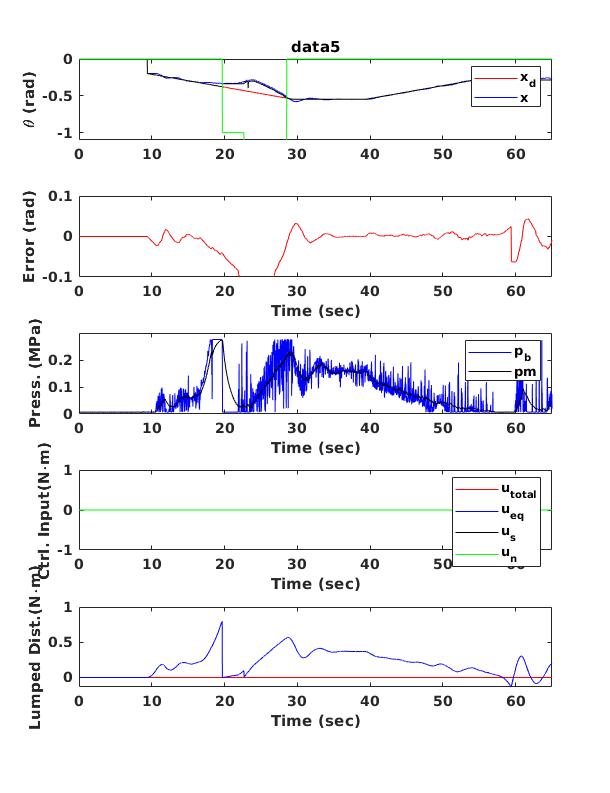 data5
0
-0.5
-1
θ (rad)
x_d
x
0 10 20 30 40 50 60
0.1
0
-0.1
Error (rad)
0 10 20 30 40 50 60
Time (sec)
0.2
0.1
0
Press. (MPa)
p_b
pm
0 10 20 30 40 50 60
Time (sec)
1
0
-1
Ctrl. Input(N·m)
u_total
u_eq
u_s
u_n
0 10 20 30 40 50 60
Time (sec)
1
0.5
0
Lumped Dist.(N·m)
0 10 20 30 40 50 60
Time (sec)